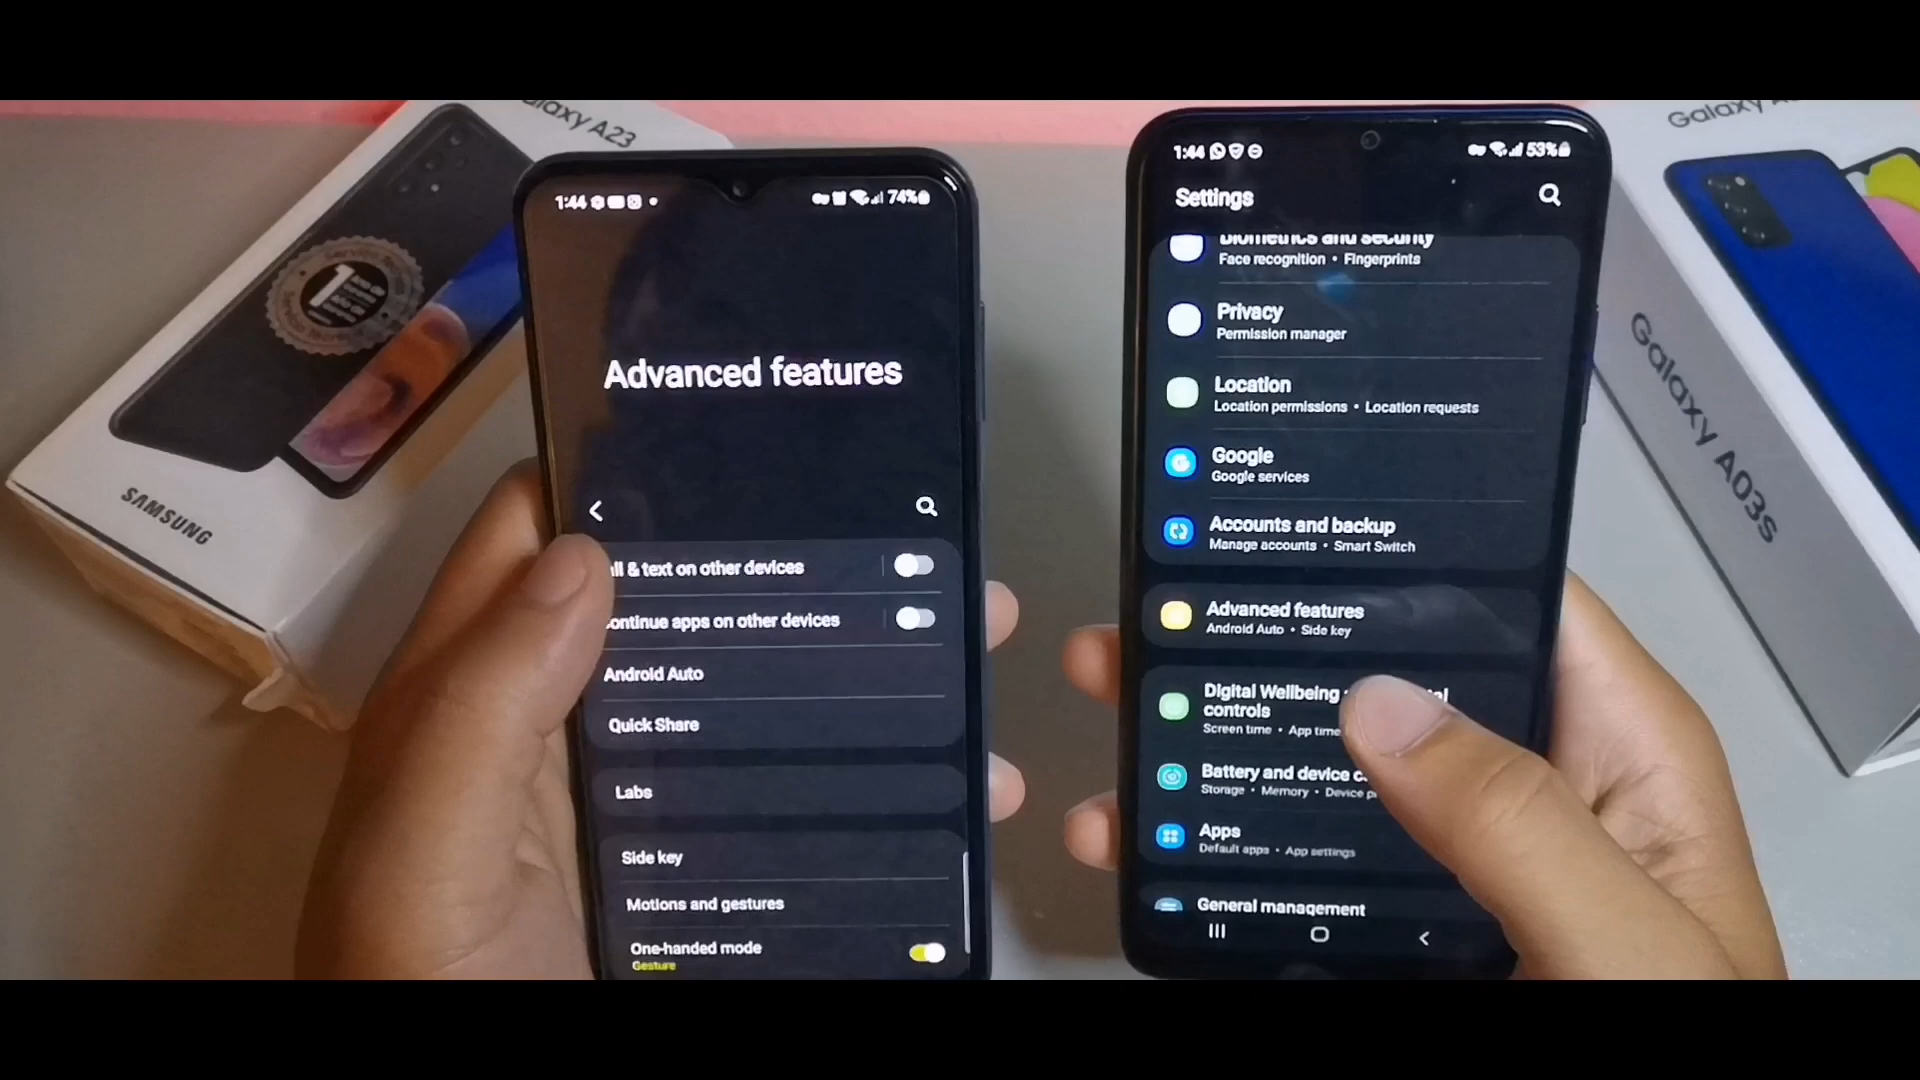 Galaxy A23
SAMSUNG
1:44
74%
Advanced features
ll & text on other devices
ontinue apps on other devices
Android Auto
Quick Share
Labs
Side key
Motions and gestures
One-handed mode
Gesture
1:44
53%
Settings
Biometrics and security
Face recognition • Fingerprints
Privacy
Permission manager
Location
Location permissions • Location requests
Google
Google services
Accounts and backup
Manage accounts • Smart Switch
Advanced features
Android Auto • Side key
Digital Wellbeing
controls
Screen time • App time
Battery and device c
Storage • Memory • Device p
Apps
Default apps • App settings
General management
Galaxy
Galaxy A03s